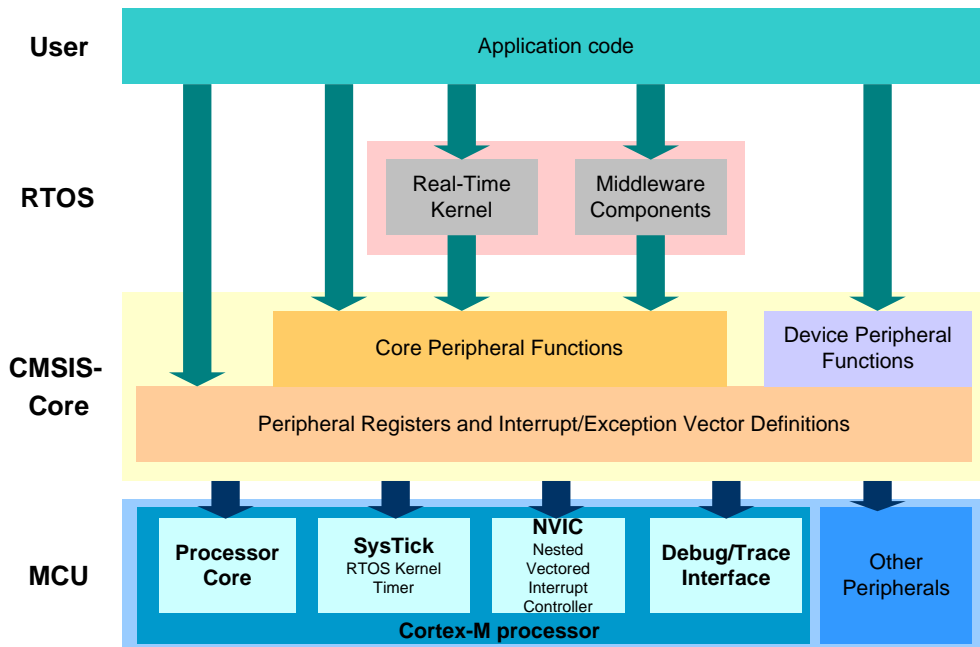 User
Application code
RTOS
Real-Time
Kernel
Middleware
Components
CMSIS-
Core
Core Peripheral Functions
Device Peripheral
Functions
Peripheral Registers and Interrupt/Exception Vector Definitions
MCU
Processor
Core
SysTick
RTOS Kernel
Timer
NVIC
Nested
Vectored
Interrupt
Controller
Debug/Trace
Interface
Other
Peripherals
Cortex-M processor